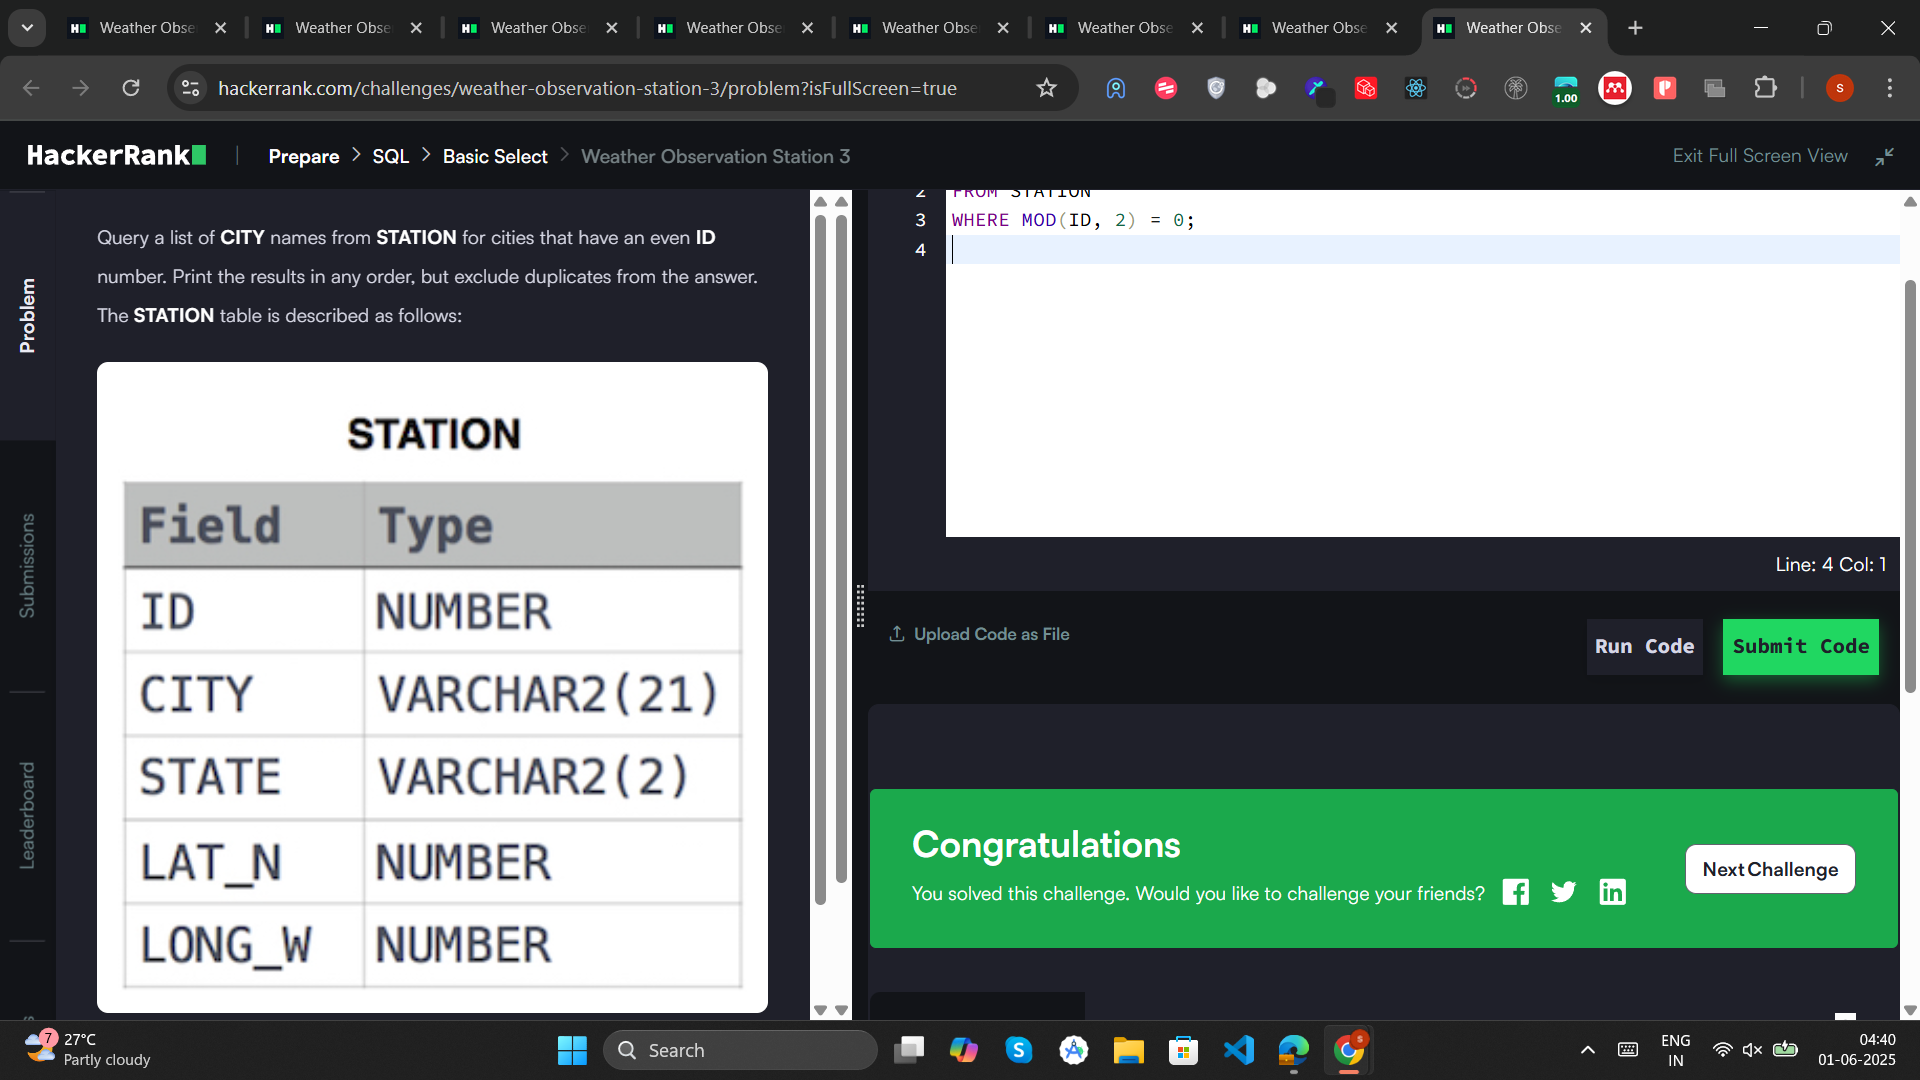 Weather Obse
Weather Obse
Weather Obse
Weather Obse
Weather Obse
Weather Obse
Weather Obse
Weather Obse
hackerrank.com/challenges/weather-observation-station-3/problem?isFullScreen=true
1.00
S
HackerRank
Prepare > SQL > Basic Select > Weather Observation Station 3
Exit Full Screen View
Problem
Submissions
Leaderboard
Query a list of CITY names from STATION for cities that have an even ID
number. Print the results in any order, but exclude duplicates from the answer.
The STATION table is described as follows:
STATION
Field Type
ID NUMBER
CITY VARCHAR2(21)
STATE VARCHAR2(2)
LAT_N NUMBER
LONG_W NUMBER
2 FROM STATION
3 WHERE MOD(ID, 2) = 0;
4
Line: 4 Col: 1
Upload Code as File
Run Code
Submit Code
Congratulations
You solved this challenge. Would you like to challenge your friends?
Next Challenge
7
27°C
Partly cloudy
Search
ENG
IN
04:40
01-06-2025